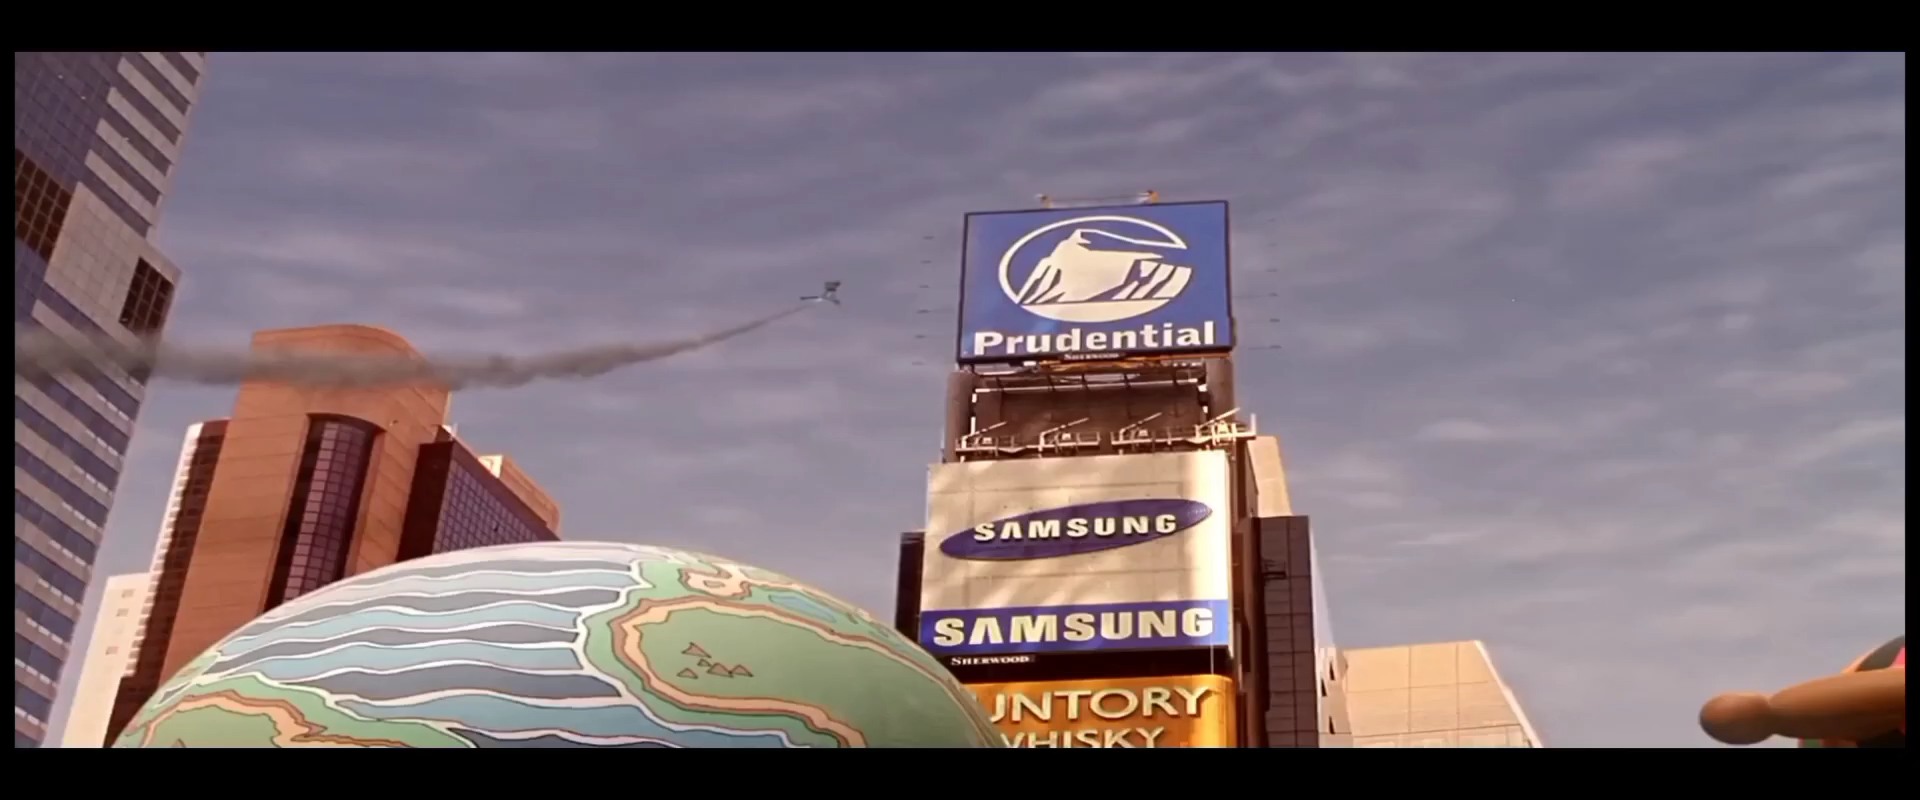 Prudential
SHERWOOD
SAMSUNG
SAMSUNG
SHERWOOD
UNTORY
WHISKY